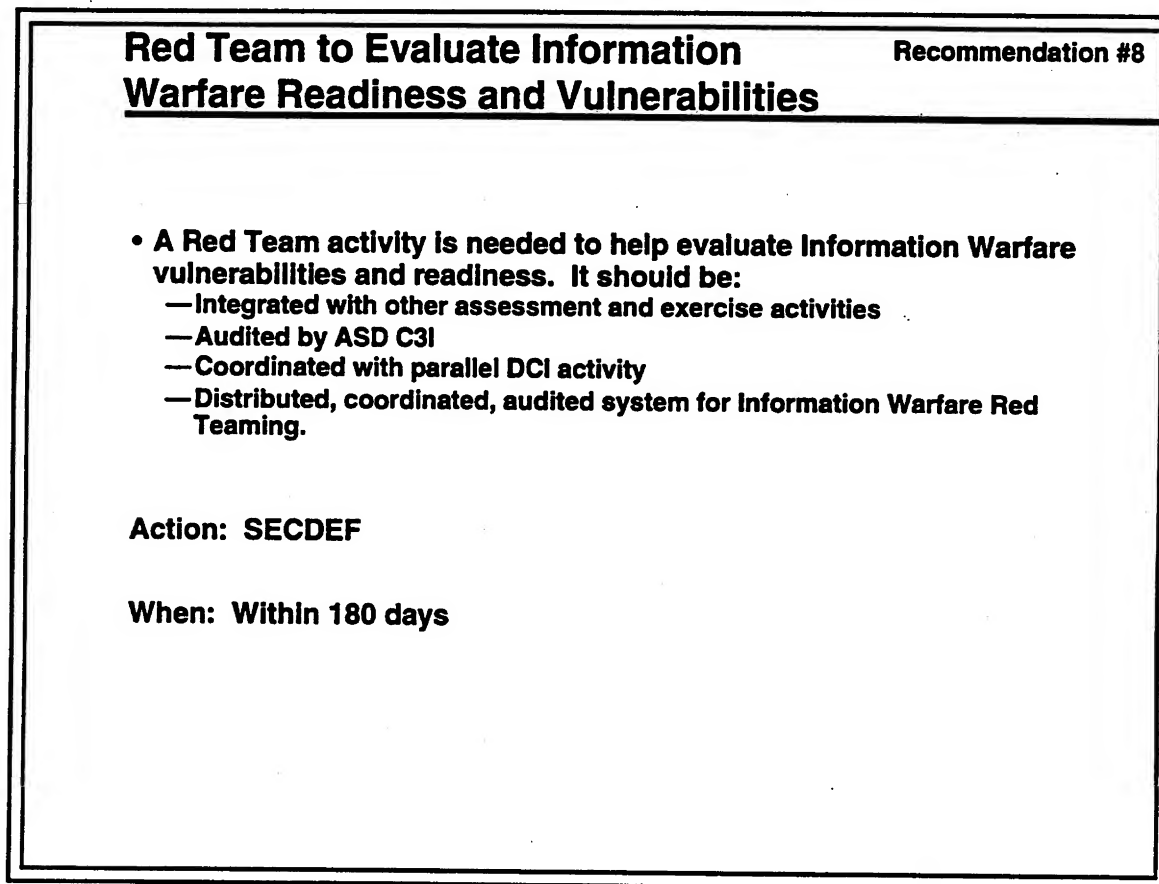 Red Team to Evaluate Information Recommendation #8
Warfare Readiness and Vulnerabilities
• A Red Team activity is needed to help evaluate Information Warfare
vulnerabilities and readiness. It should be:
—Integrated with other assessment and exercise activities
—Audited by ASD C3I
—Coordinated with parallel DCI activity
—Distributed, coordinated, audited system for Information Warfare Red
Teaming.
Action: SECDEF
When: Within 180 days